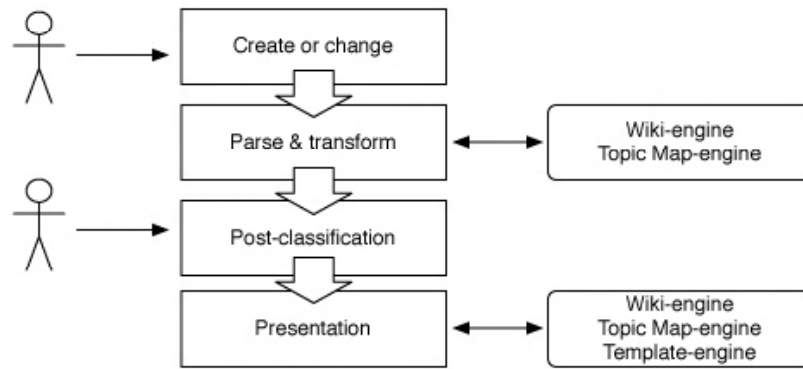 Create or change
Parse & transform
Wiki-engine
Topic Map-engine
Post-classification
Presentation
Wiki-engine
Topic Map-engine
Template-engine